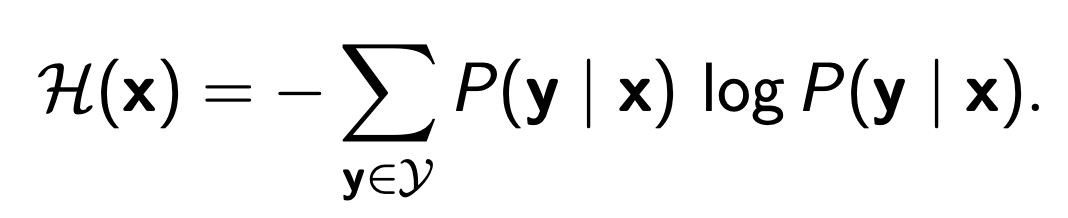 ℋ(𝐱) = − ∑_{𝐲∈𝒴} P(𝐲 | 𝐱) log P(𝐲 | 𝐱).